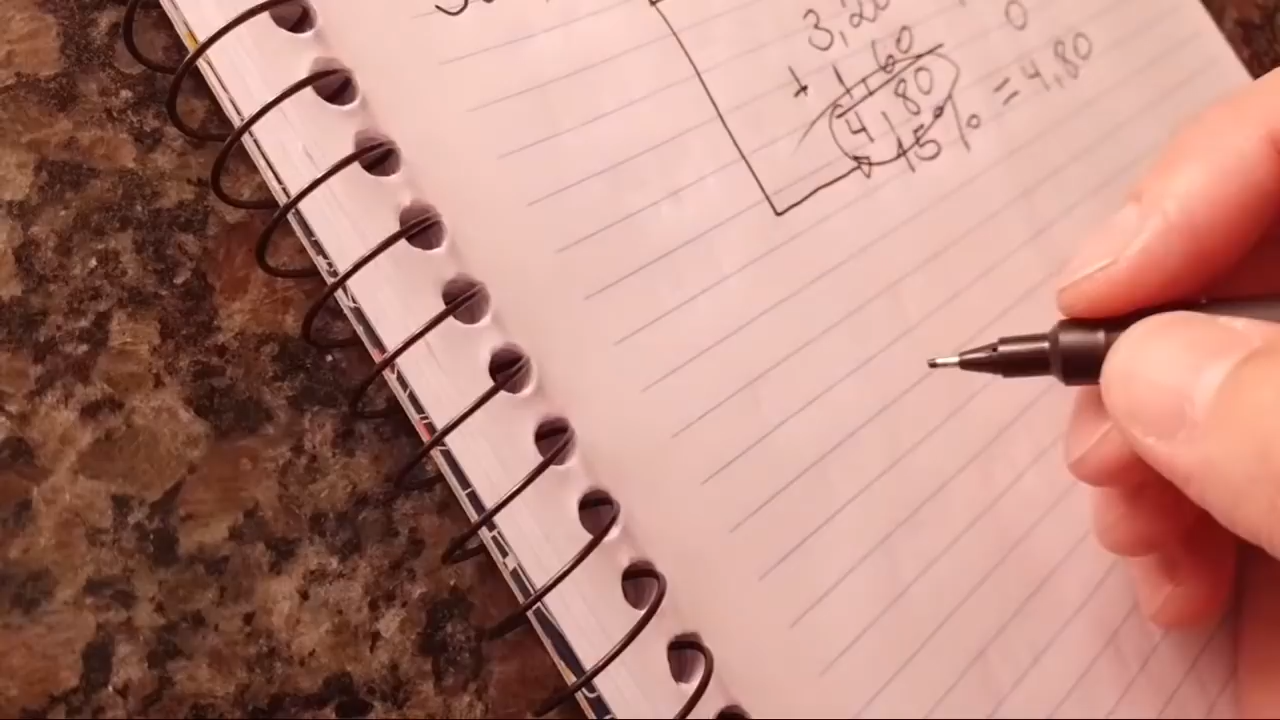 3,20
0
+ 1,60
4,80
15% = 4,80